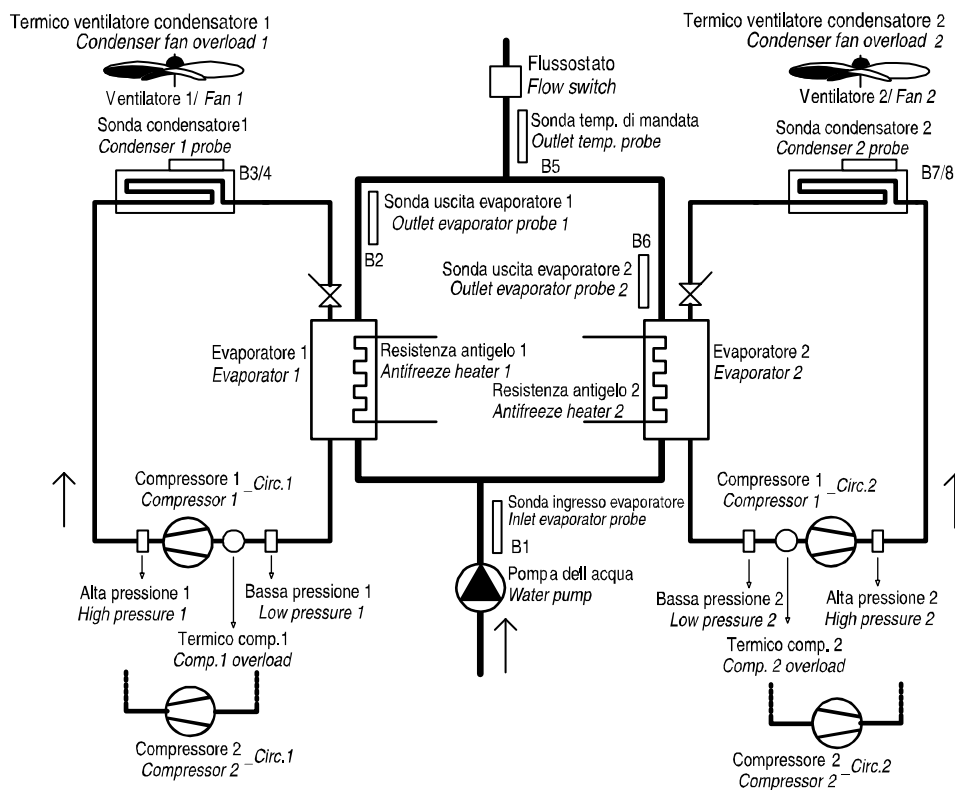 Termico ventilatore condensatore 1
Condenser fan overload 1
Ventilatore 1/ Fan 1
Sonda condensatore1
Condenser 1 probe
B3/4
Flussostato
Flow switch
Sonda temp. di mandata
Outlet temp. probe
B5
Termico ventilatore condensatore 2
Condenser fan overload 2
Ventilatore 2/ Fan 2
Sonda condensatore 2
Condenser 2 probe
B7/8
Sonda uscita evaporatore 1
Outlet evaporator probe 1
B2
B6
Sonda uscita evaporatore 2
Outlet evaporator probe 2
Evaporatore 1
Evaporator 1
Resistenza antigelo 1
Antifreeze heater 1
Resistenza antigelo 2
Antifreeze heater 2
Evaporatore 2
Evaporator 2
Compressore 1 _Circ.1
Compressor 1
Alta pressione 1
High pressure 1
Bassa pressione 1
Low pressure 1
Termico comp.1
Comp.1 overload
Compressore 2 _Circ.1
Compressor 2
Sonda ingresso evaporatore
Inlet evaporator probe
B1
Pompa dell acqua
Water pump
Compressore 1 _Circ.2
Compressor 1
Bassa pressione 2
Low pressure 2
Alta pressione 2
High pressure 2
Termico comp. 2
Comp. 2 overload
Compressore 2 _Circ.2
Compressor 2